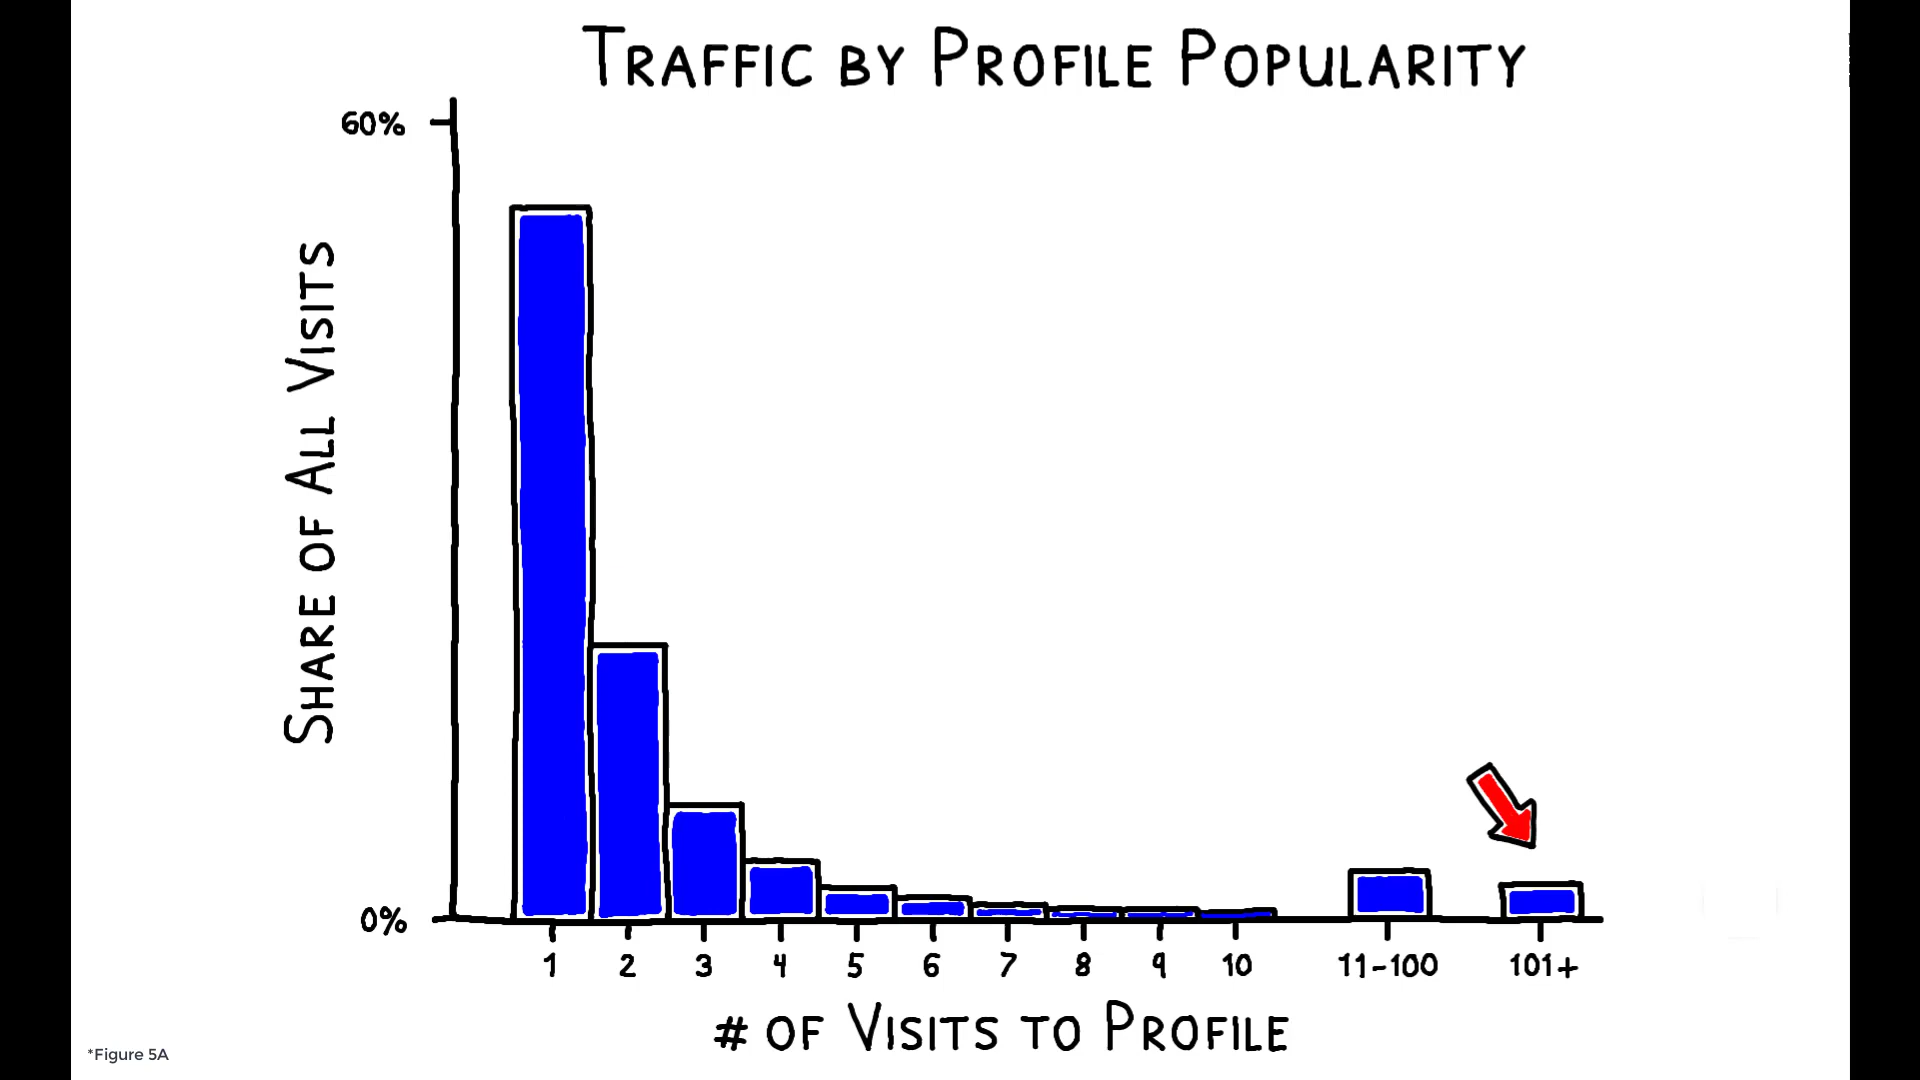 Traffic by Profile Popularity
60%
Share of All Visits
0%
1 2 3 4 5 6 7 8 9 10 11-100 101+
# of Visits to Profile
*Figure 5A